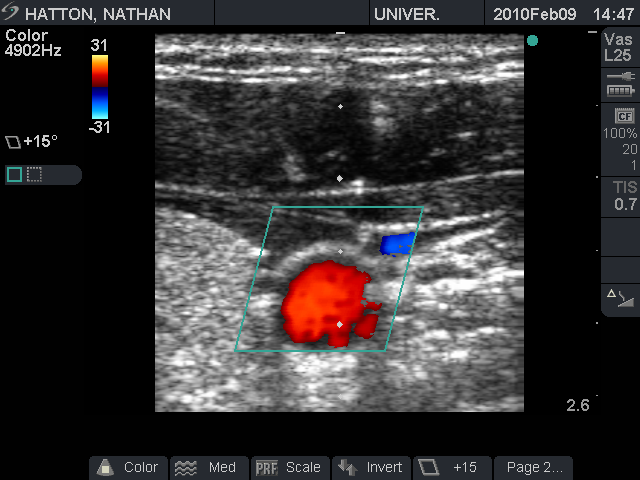 HATTON, NATHAN
UNIVER.
2010Feb09 14:47
Color
4902Hz
31
-31
+15°
Vas
L25
CF
100%
20
1
TIS
0.7
2.6
Color
Med
PRF Scale
Invert
+15
Page 2...